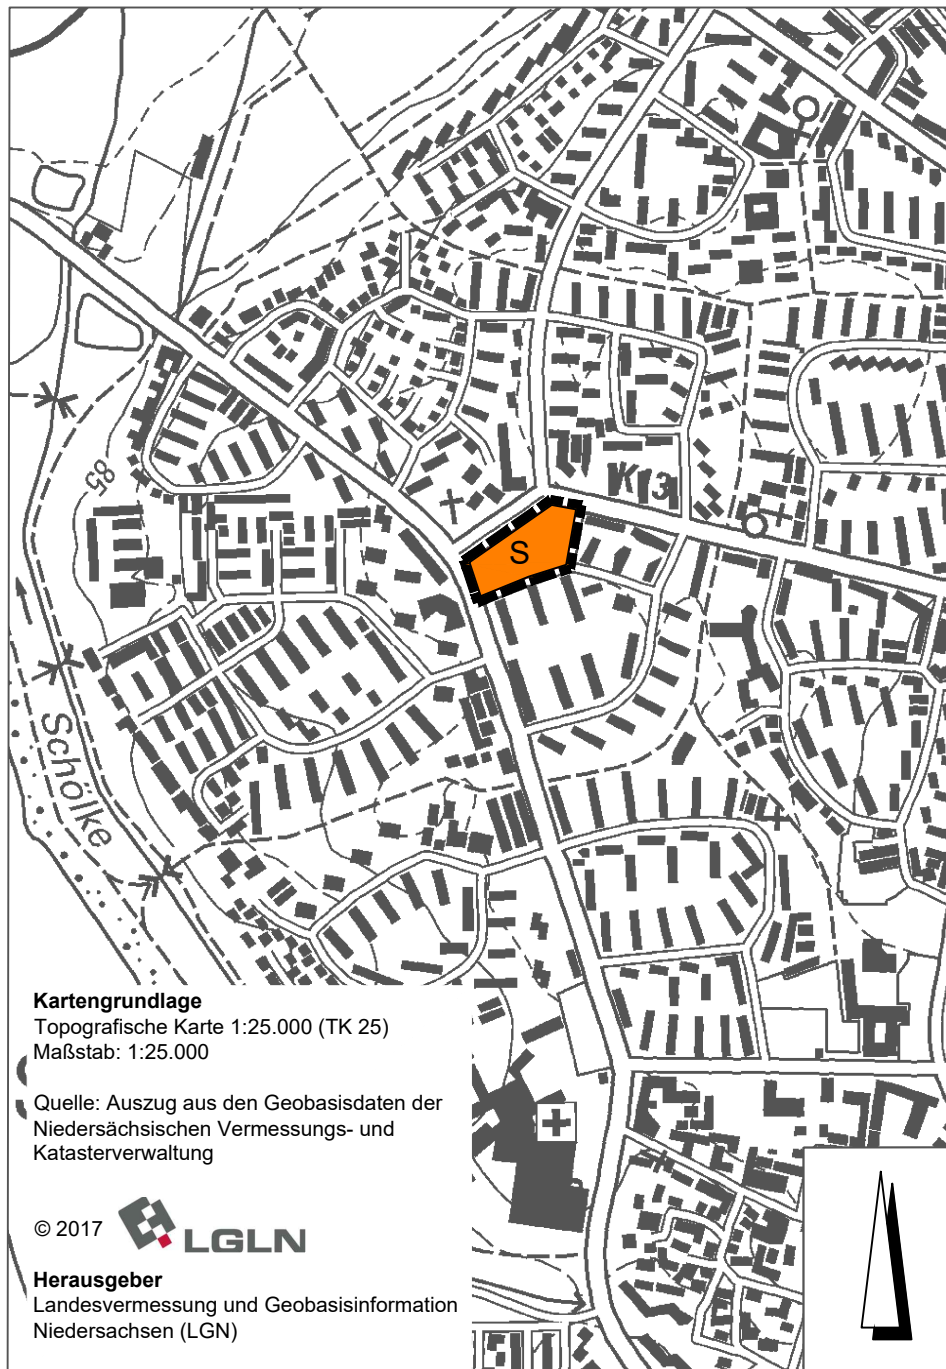 K13
85
S
Schölke
Kartengrundlage
Topografische Karte 1:25.000 (TK 25)
Maßstab: 1:25.000
Quelle: Auszug aus den Geobasisdaten der
Niedersächsischen Vermessungs- und
Katasterverwaltung
© 2017 LGLN
Herausgeber
Landesvermessung und Geobasisinformation
Niedersachsen (LGN)